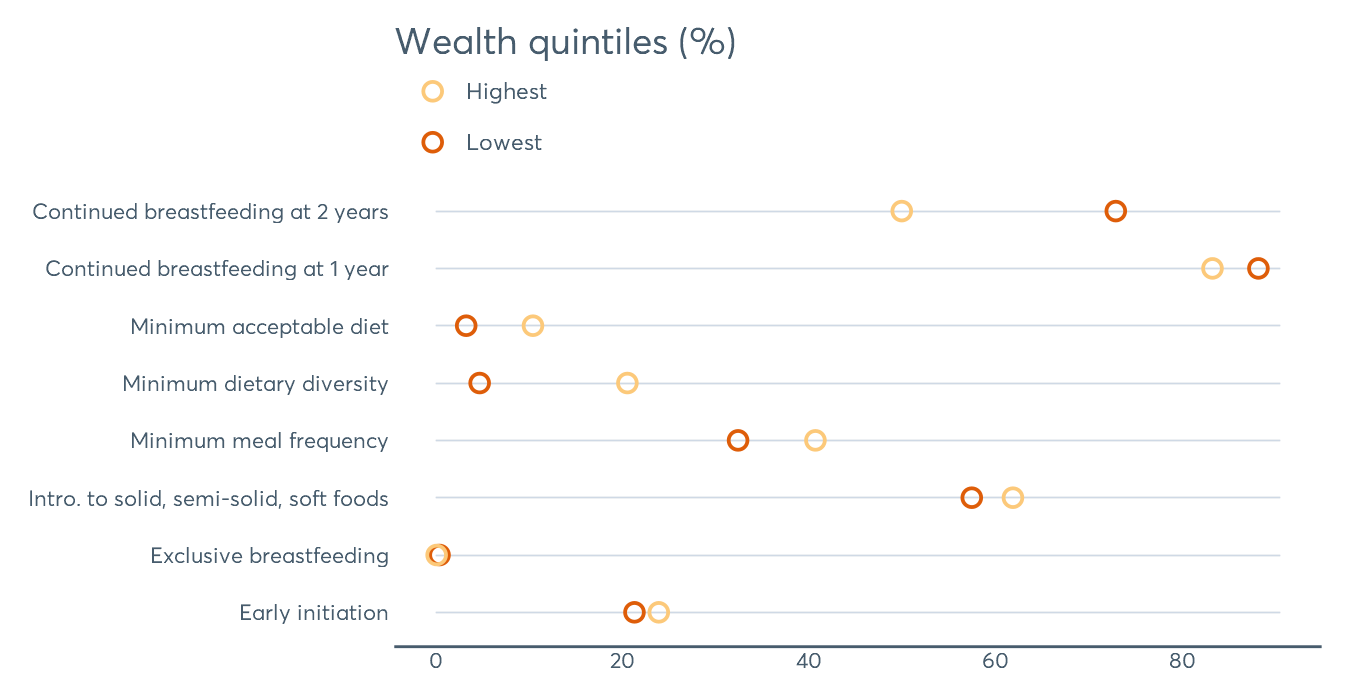 Wealth quintiles (%)
Highest
Lowest
Continued breastfeeding at 2 years
Continued breastfeeding at 1 year
Minimum acceptable diet
Minimum dietary diversity
Minimum meal frequency
Intro. to solid, semi-solid, soft foods
Exclusive breastfeeding
Early initiation
0 20 40 60 80